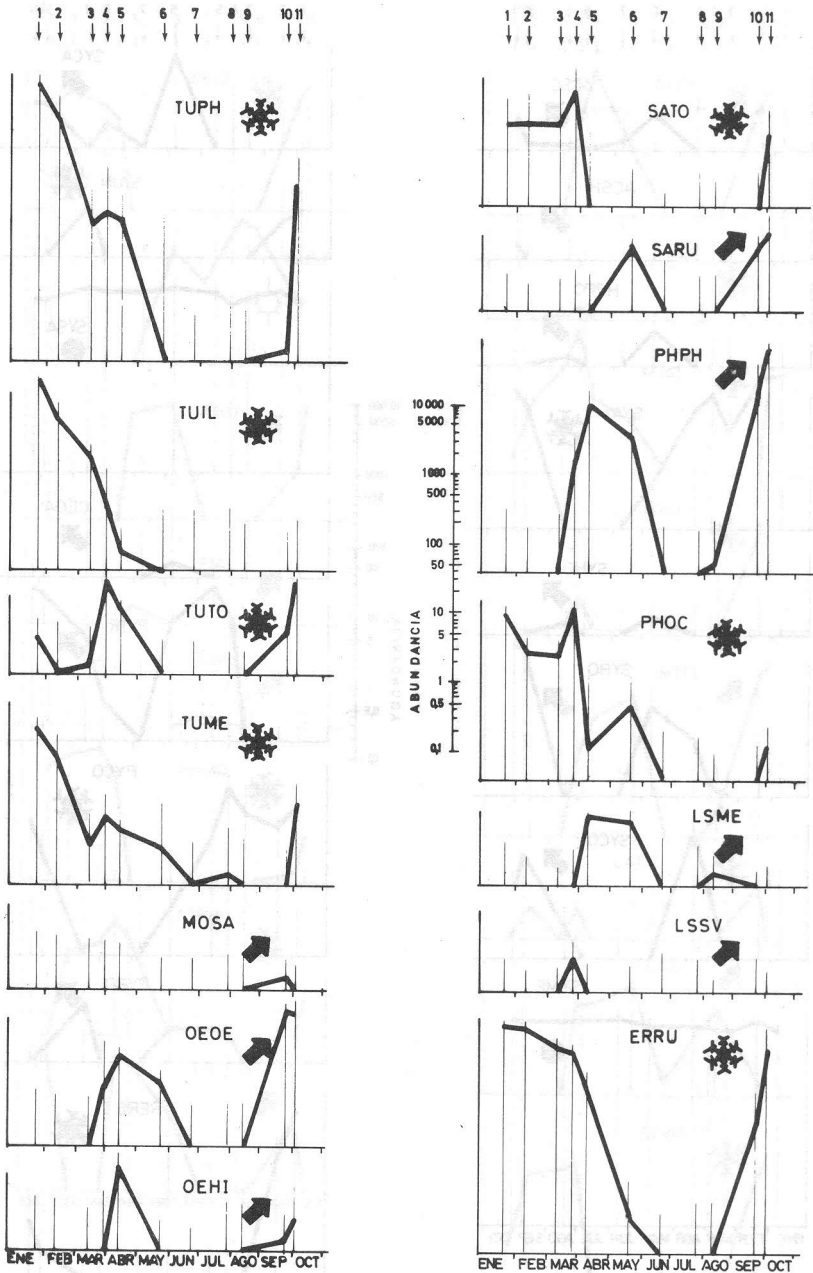 1 2 3 4 5 6 7 8 9 10 11
TUPH
TUIL
TUTO
TUME
MOSA
OEOE
OEHI
ENE FEB MAR ABR MAY JUN JUL AGO SEP OCT
1 2 3 4 5 6 7 8 9 10 11
SATO
SARU
PHPH
ABUNDANCIA
10 000
5000
1000
500
100
50
10
5
1
0,5
0,1
PHOC
LSME
LSSV
ERRU
ENE FEB MAR ABR MAY JUN JUL AGO SEP OCT